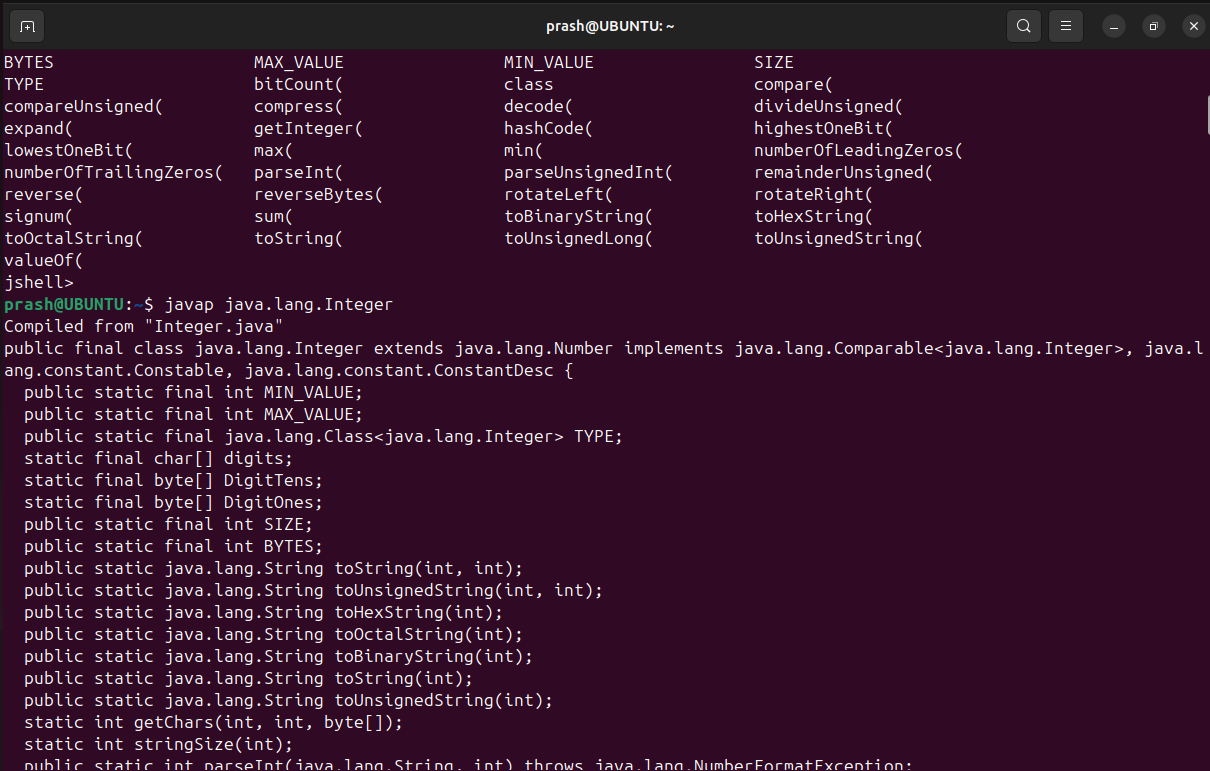 prash@UBUNTU: ~
BYTES MAX_VALUE MIN_VALUE SIZE
TYPE bitCount( class compare(
compareUnsigned( compress( decode( divideUnsigned(
expand( getInteger( hashCode( highestOneBit(
lowestOneBit( max( min( numberOfLeadingZeros(
numberOfTrailingZeros( parseInt( parseUnsignedInt( remainderUnsigned(
reverse( reverseBytes( rotateLeft( rotateRight(
signum( sum( toBinaryString( toHexString(
toOctalString( toString( toUnsignedLong( toUnsignedString(
valueOf(
jshell>
prash@UBUNTU:~$ javap java.lang.Integer
Compiled from "Integer.java"
public final class java.lang.Integer extends java.lang.Number implements java.lang.Comparable<java.lang.Integer>, java.l
ang.constant.Constable, java.lang.constant.ConstantDesc {
  public static final int MIN_VALUE;
  public static final int MAX_VALUE;
  public static final java.lang.Class<java.lang.Integer> TYPE;
  static final char[] digits;
  static final byte[] DigitTens;
  static final byte[] DigitOnes;
  public static final int SIZE;
  public static final int BYTES;
  public static java.lang.String toString(int, int);
  public static java.lang.String toUnsignedString(int, int);
  public static java.lang.String toHexString(int);
  public static java.lang.String toOctalString(int);
  public static java.lang.String toBinaryString(int);
  public static java.lang.String toString(int);
  public static java.lang.String toUnsignedString(int);
  static int getChars(int, int, byte[]);
  static int stringSize(int);
  public static int parseInt(java.lang.String, int) throws java.lang.NumberFormatException;